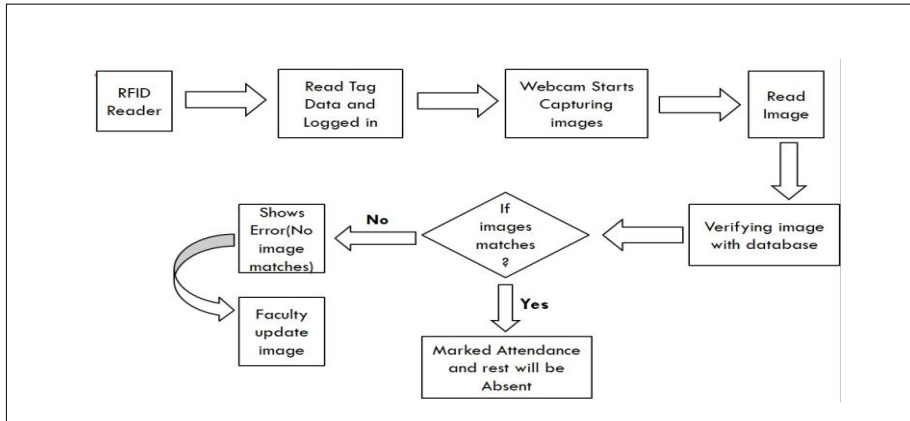 RFID
Reader
Read Tag
Data and
Logged in
Webcam Starts
Capturing
images
Read
Image
Verifying image
with database
If
images
matches
?
No
Shows
Error(No
image
matches)
Faculty
update
image
Yes
Marked Attendance
and rest will be
Absent